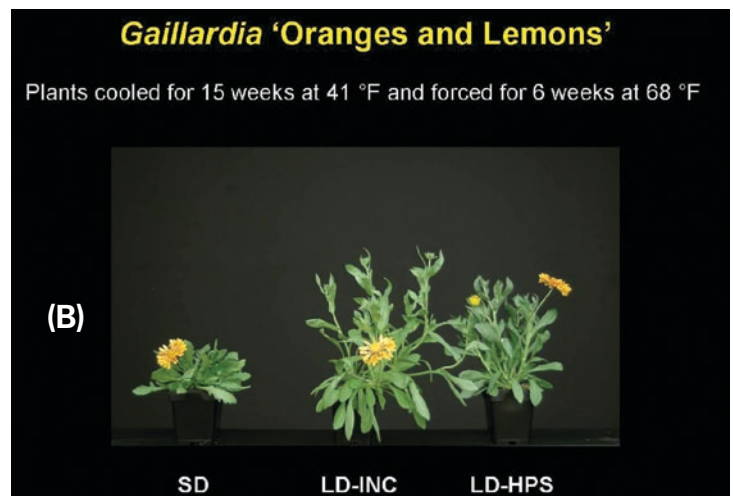 Gaillardia ‘Oranges and Lemons’
Plants cooled for 15 weeks at 41 °F and forced for 6 weeks at 68 °F
(B)
SD LD-INC LD-HPS